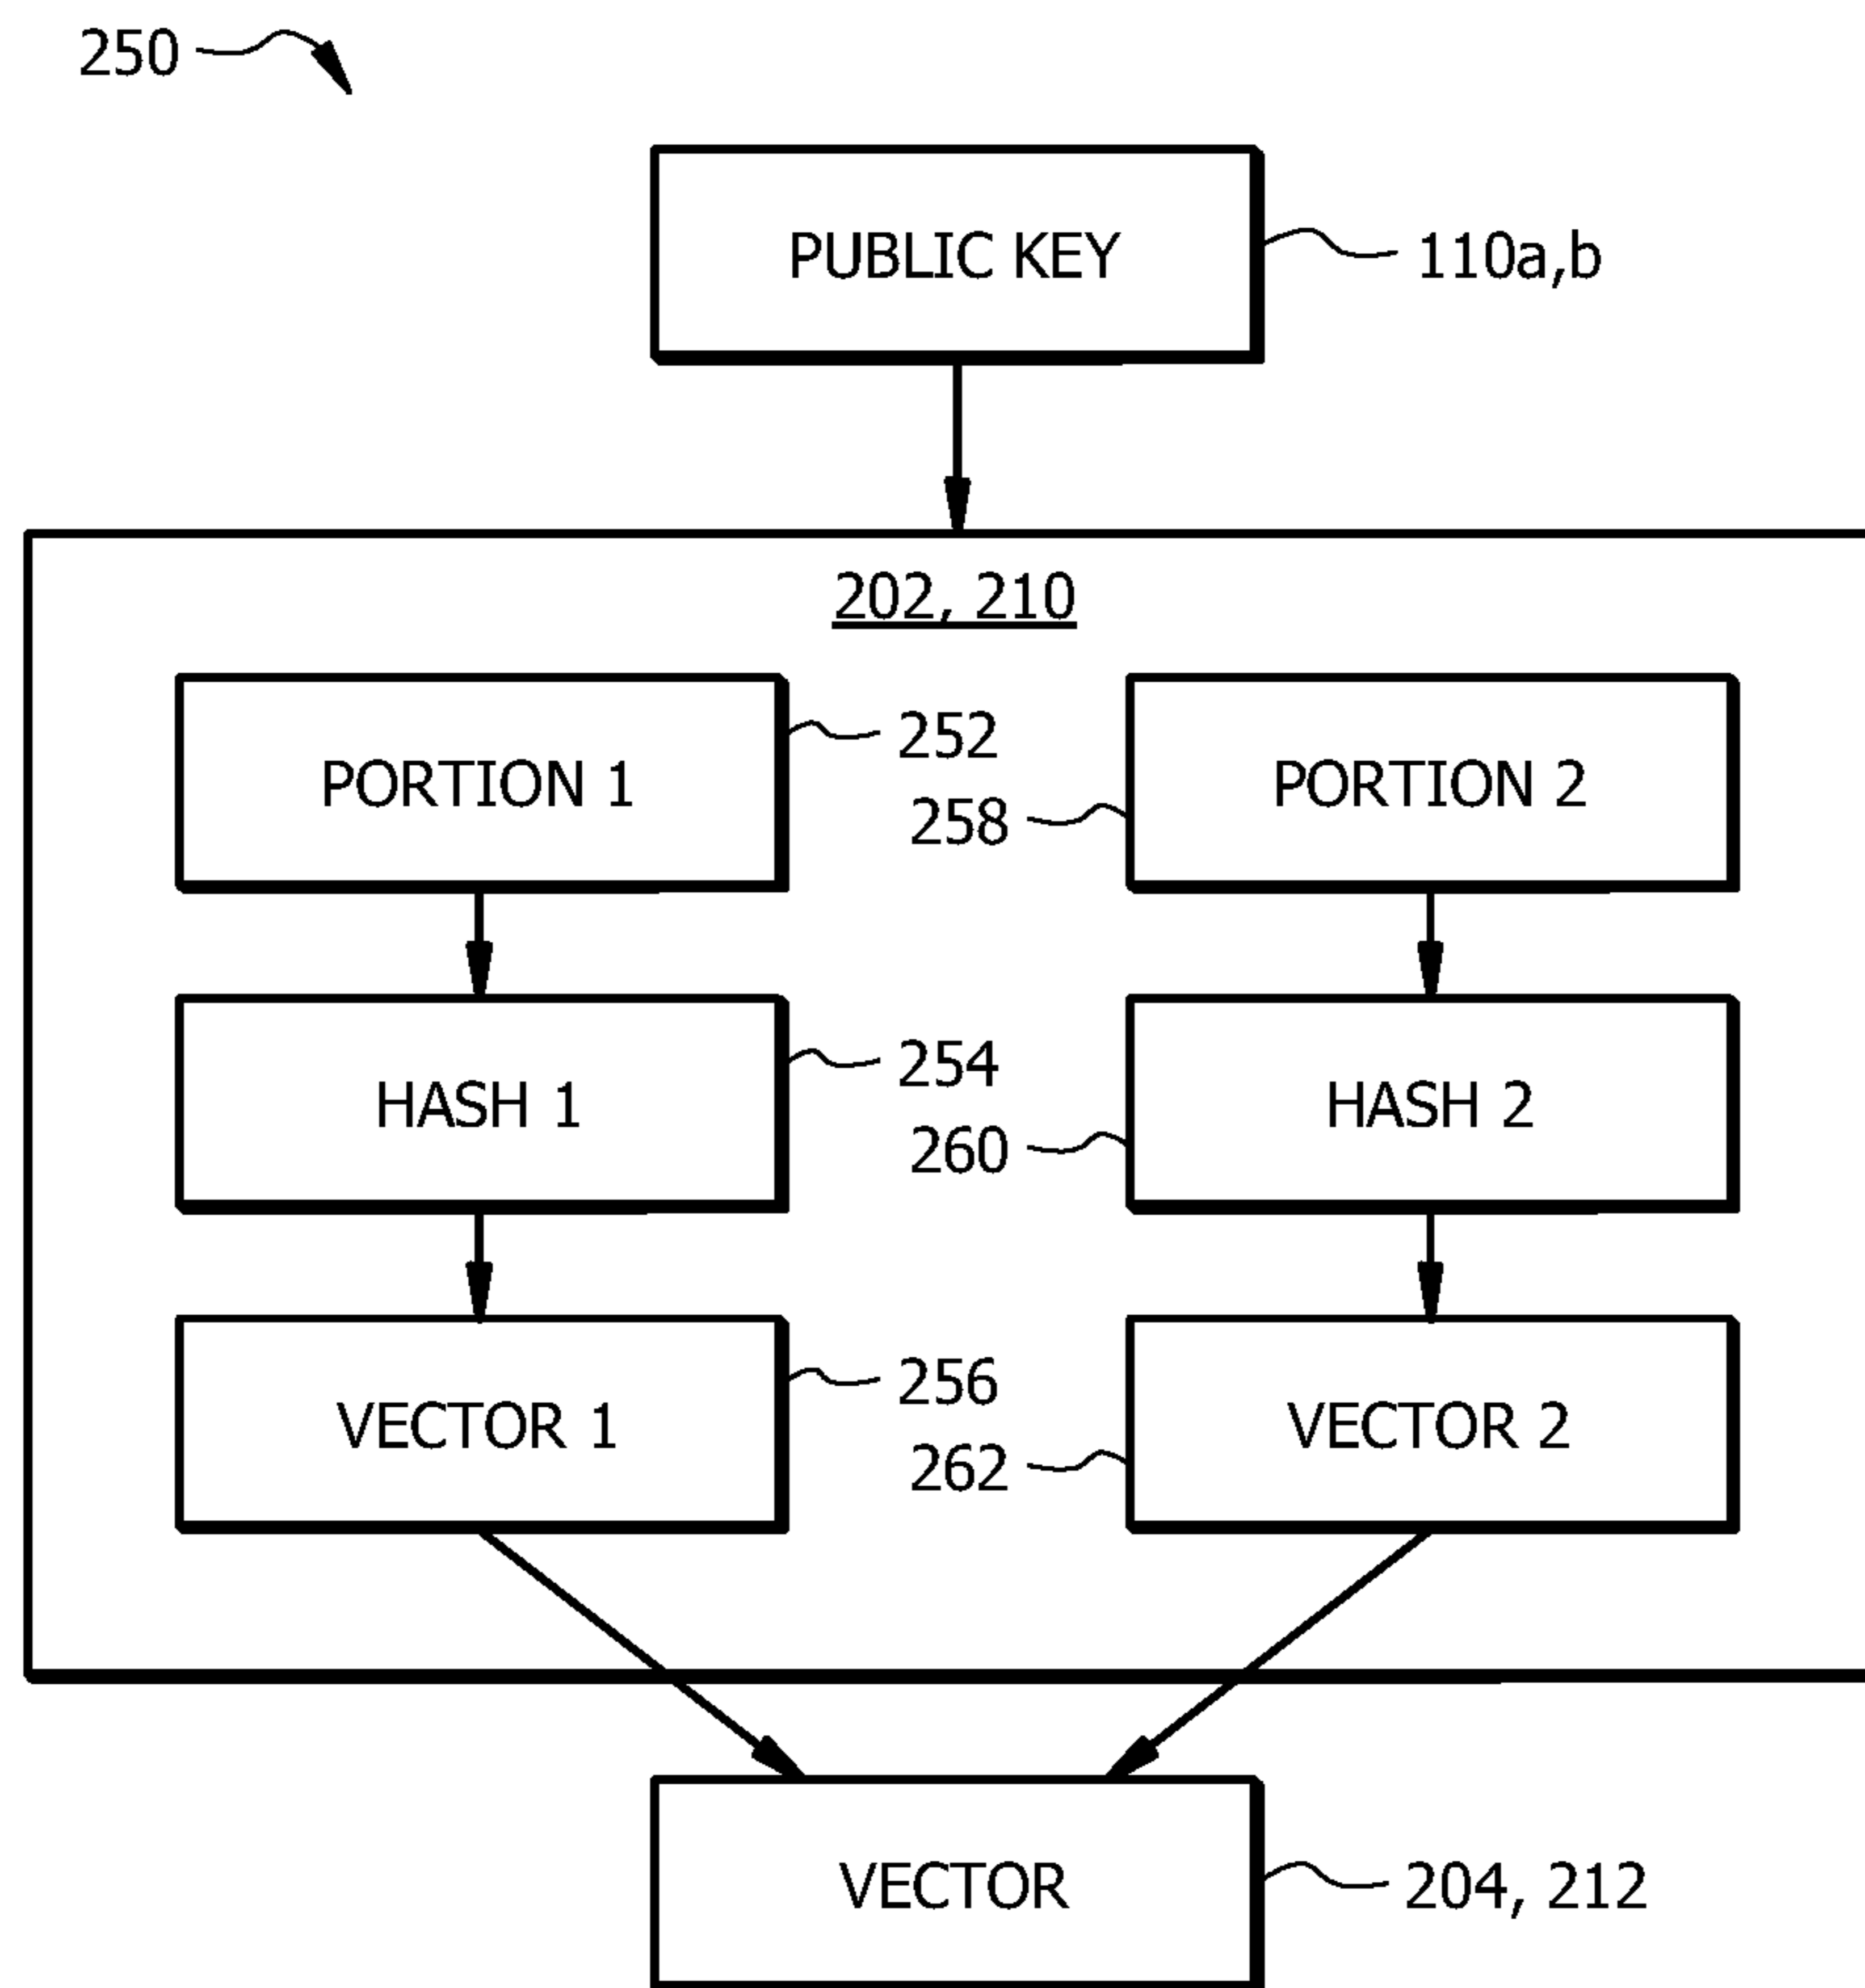 250
PUBLIC KEY
110a,b
202, 210
PORTION 1
252
258
PORTION 2
HASH 1
254
260
HASH 2
VECTOR 1
256
262
VECTOR 2
VECTOR
204, 212